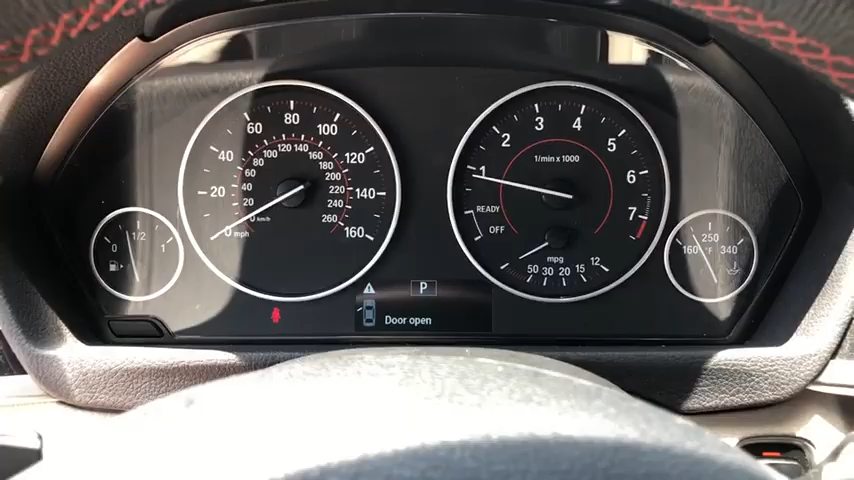 0 1/2 1
0 20 40 60 80 100 120 140 160
mph
0 20 40 60 80 100 120 140 160 180 200 220 240 260
km/h
1 2 3 4 5 6 7
1/min x 1000
READY
OFF
mpg
50 30 20 15 12
160 250 340
°F
P
Door open